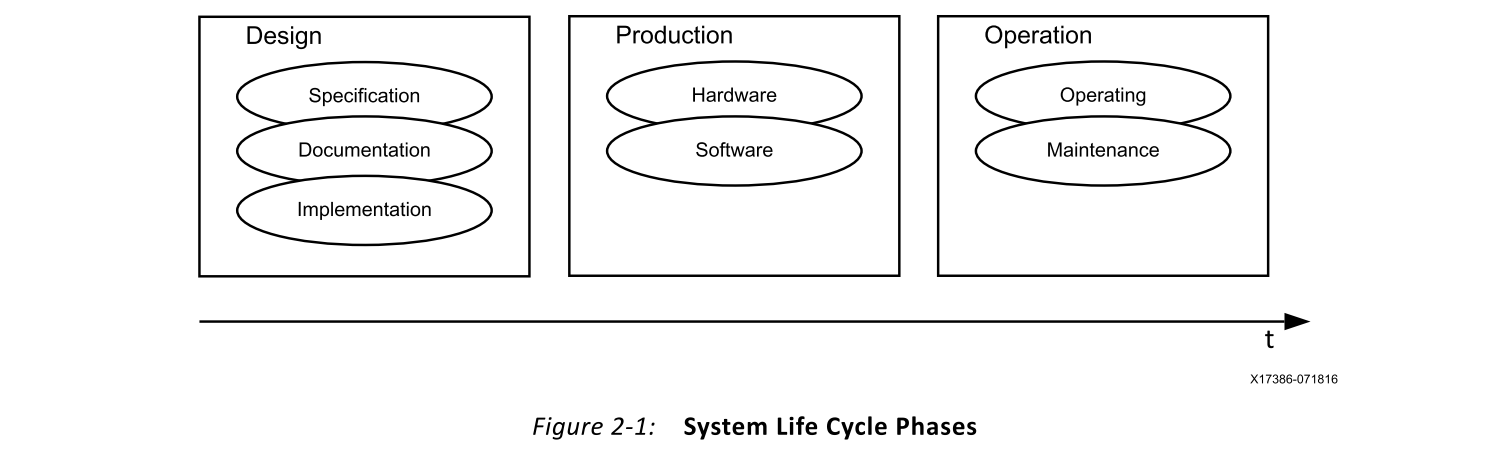 Design
Specification
Documentation
Implementation
Production
Hardware
Software
Operation
Operating
Maintenance
t
X17386-071816
Figure 2-1: System Life Cycle Phases